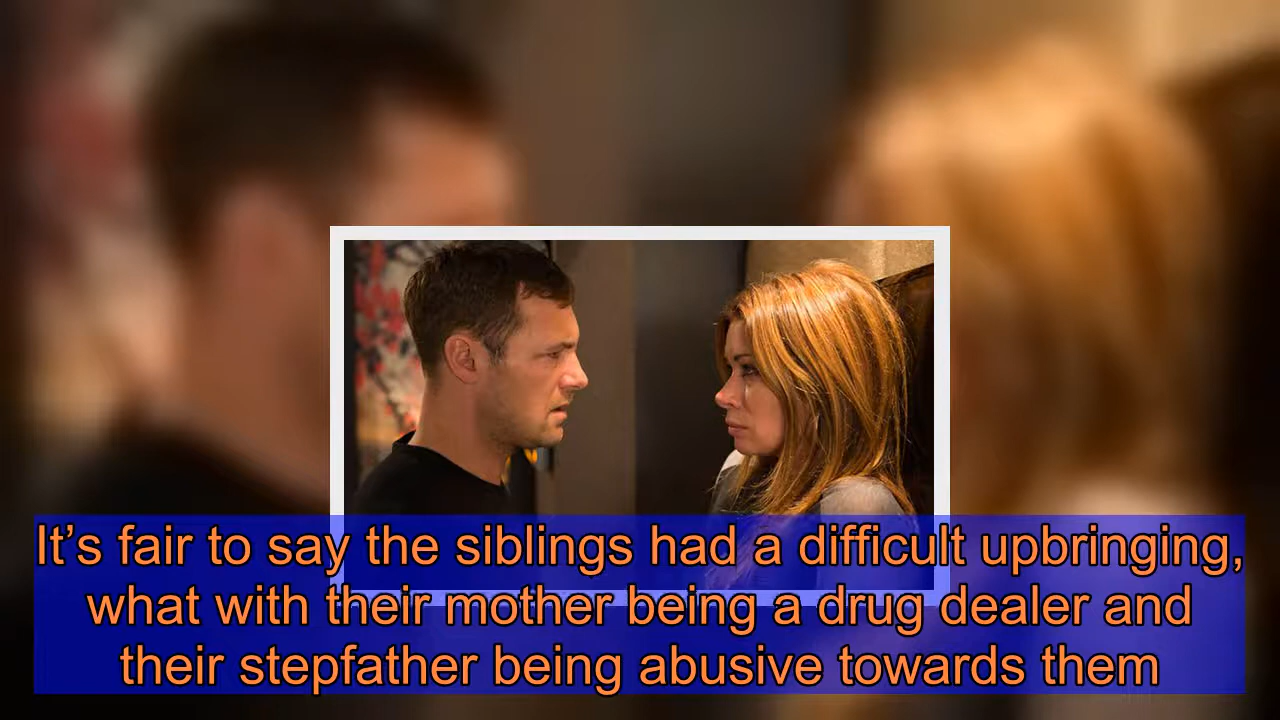 It’s fair to say the siblings had a difficult upbringing,
what with their mother being a drug dealer and
their stepfather being abusive towards them